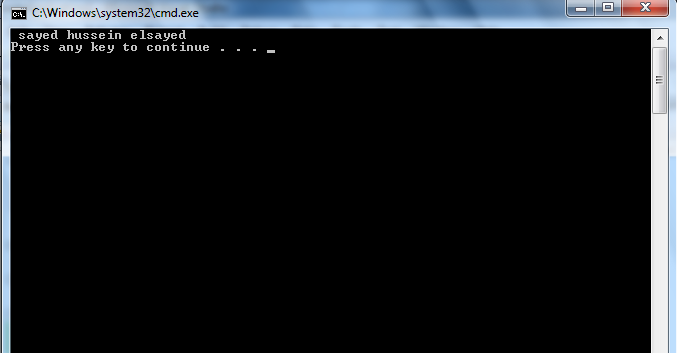 C:\Windows\system32\cmd.exe
sayed hussein elsayed
Press any key to continue . . .